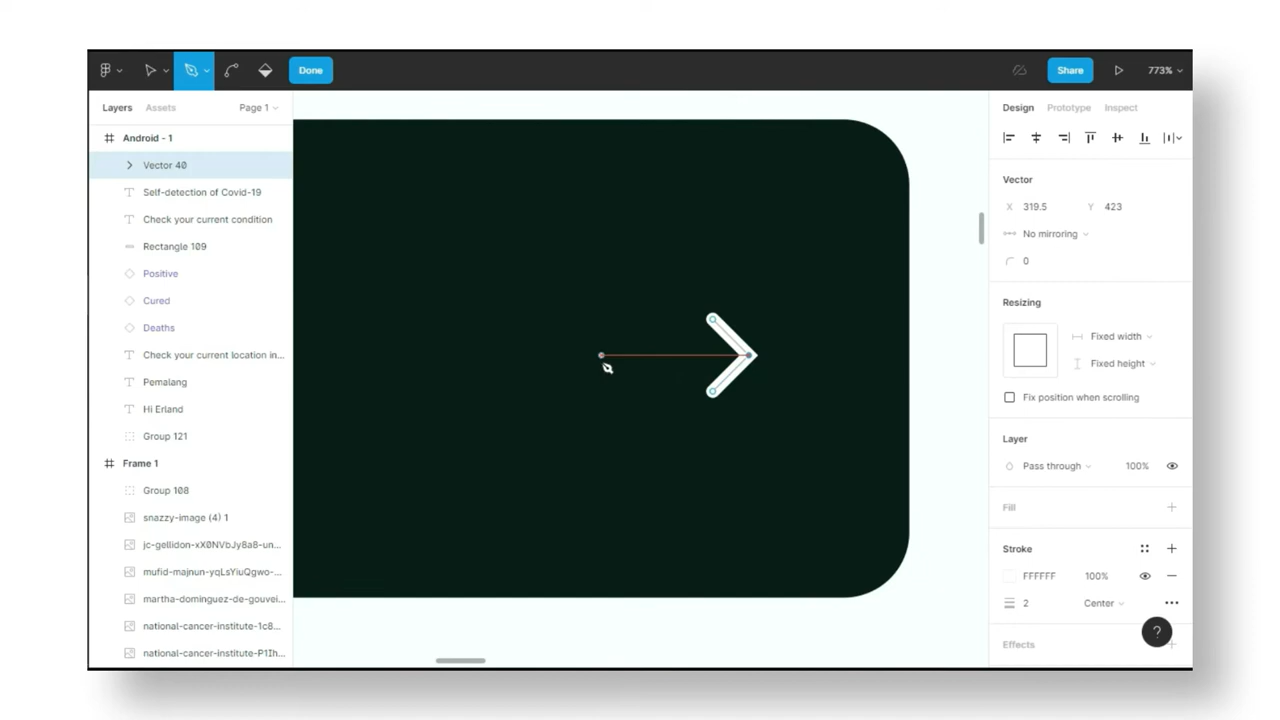 Done
Share
773%
Layers Assets Page 1
Design Prototype Inspect
Android - 1
Vector 40
Self-detection of Covid-19
Check your current condition
Rectangle 109
Positive
Cured
Deaths
Check your current location in...
Pemalang
Hi Erland
Group 121
Frame 1
Group 108
snazzy-image (4) 1
jc-gellidon-xX0NVbJy8a8-un...
mufid-majnun-yqLsYiuQgwo-...
martha-dominguez-de-gouvei...
national-cancer-institute-1c8...
national-cancer-institute-P1Ih...
Vector
X 319.5 Y 423
No mirroring
0
Resizing
Fixed width
Fixed height
Fix position when scrolling
Layer
Pass through 100%
Fill
Stroke
FFFFFF 100%
2 Center
?
Effects